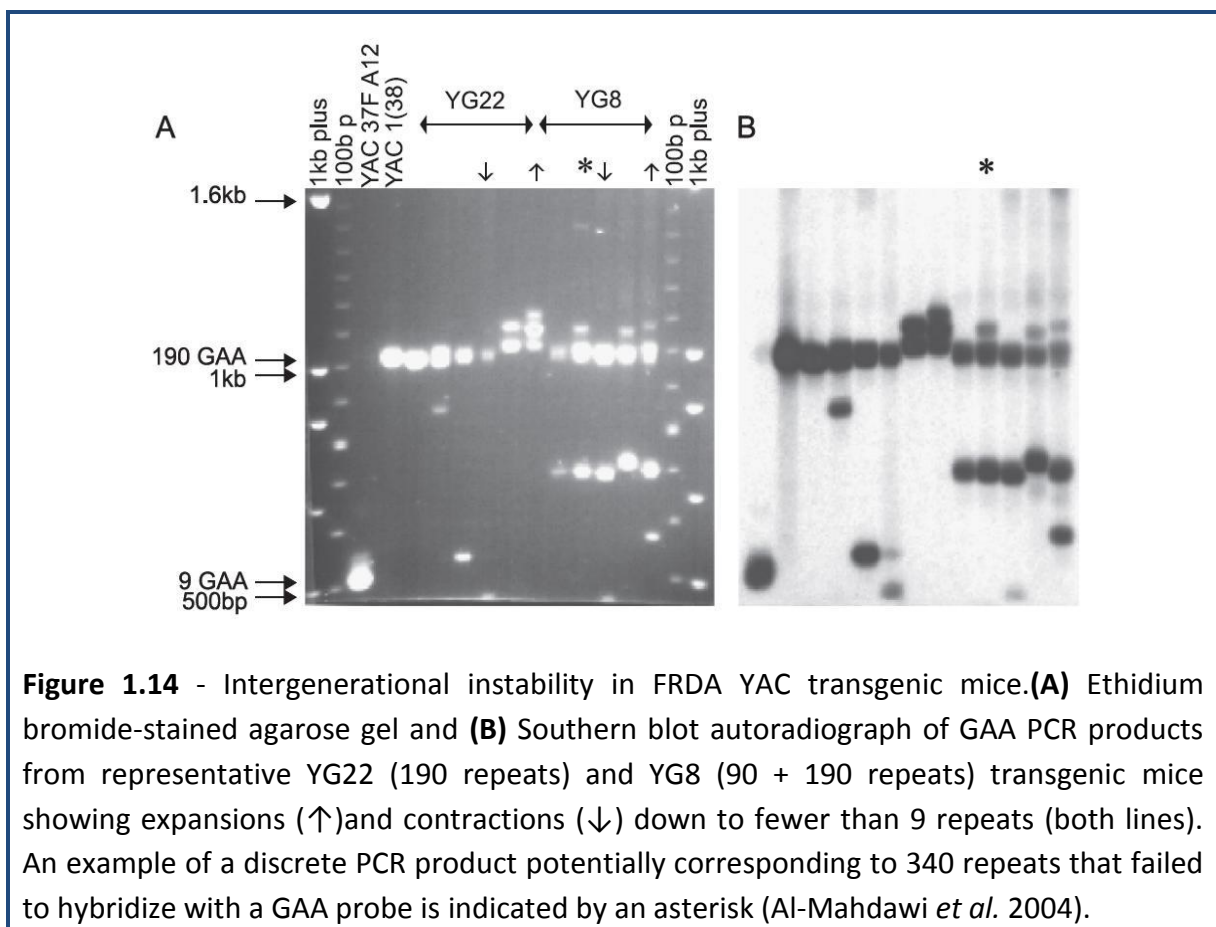 A
1kb plus
100b p
YAC 37F A12
YAC 1(38)
YG22
YG8
100b p
1kb plus
B
↓ ↑ * ↓ ↑
*
1.6kb
190 GAA
1kb
9 GAA
500bp
Figure 1.14 - Intergenerational instability in FRDA YAC transgenic mice.(A) Ethidium
bromide-stained agarose gel and (B) Southern blot autoradiograph of GAA PCR products
from representative YG22 (190 repeats) and YG8 (90 + 190 repeats) transgenic mice
showing expansions (↑)and contractions (↓) down to fewer than 9 repeats (both lines).
An example of a discrete PCR product potentially corresponding to 340 repeats that failed
to hybridize with a GAA probe is indicated by an asterisk (Al-Mahdawi et al. 2004).